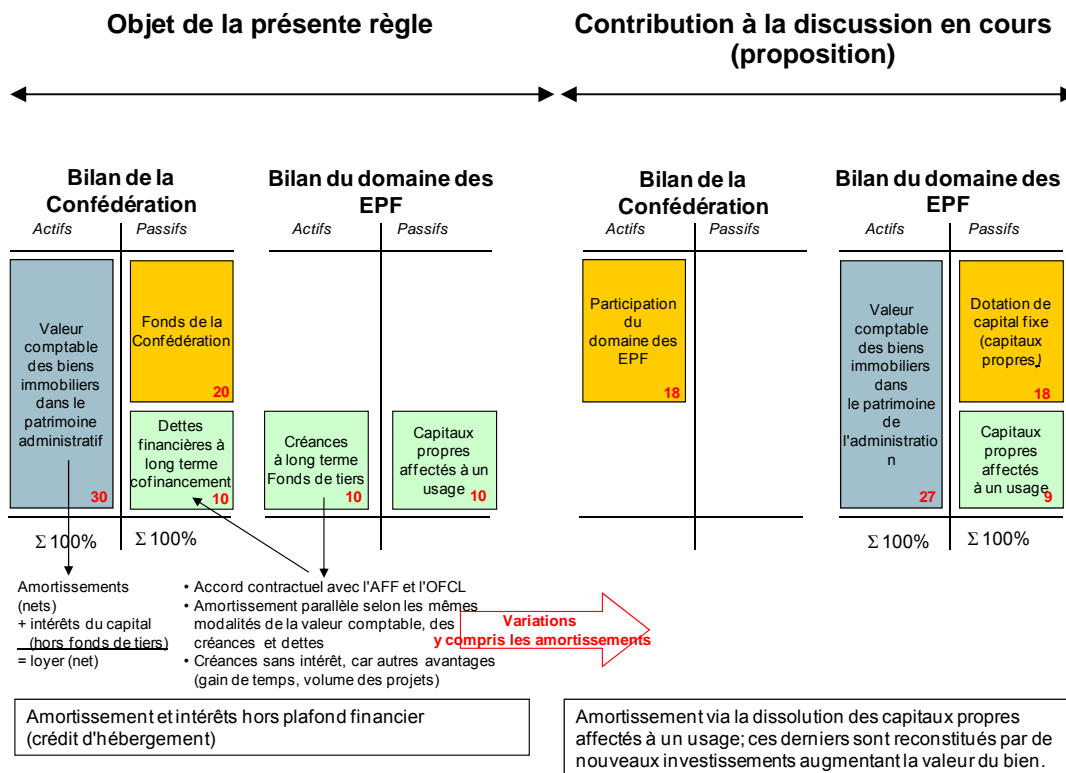 Objet de la présente règle
Contribution à la discussion en cours
(proposition)
Bilan de la
Confédération
Actifs
Passifs
Valeur
comptable
des biens
immobiliers
dans le
patrimoine
administratif
30
Fonds de la
Confédération
20
Dettes
financières à
long terme
cofinancement
10
Σ 100%
Σ 100%
Bilan du domaine des
EPF
Actifs
Passifs
Créances
à long terme
Fonds de tiers
10
Capitaux
propres
affectés à un
usage
10
Bilan de la
Confédération
Actifs
Passifs
Participation
du
domaine des
EPF
18
Bilan du domaine des
EPF
Actifs
Passifs
Valeur
comptable
des biens
immobiliers
dans
le patrimoine
de
l'administratio
n
27
Dotation de
capital fixe
(capitaux
propres)
18
Capitaux
propres
affectés
à un usage
9
Σ 100%
Σ 100%
Amortissements
(nets)
+ intérêts du capital
(hors fonds de tiers)
= loyer (net)
• Accord contractuel avec l'AFF et l'OFCL
• Amortissement parallèle selon les mêmes
modalités de la valeur comptable, des
créances et dettes
• Créances sans intérêt, car autres avantages
(gain de temps, volume des projets)
Variations
y compris les amortissements
Amortissement et intérêts hors plafond financier
(crédit d'hébergement)
Amortissement via la dissolution des capitaux propres
affectés à un usage; ces derniers sont reconstitués par de
nouveaux investissements augmentant la valeur du bien.